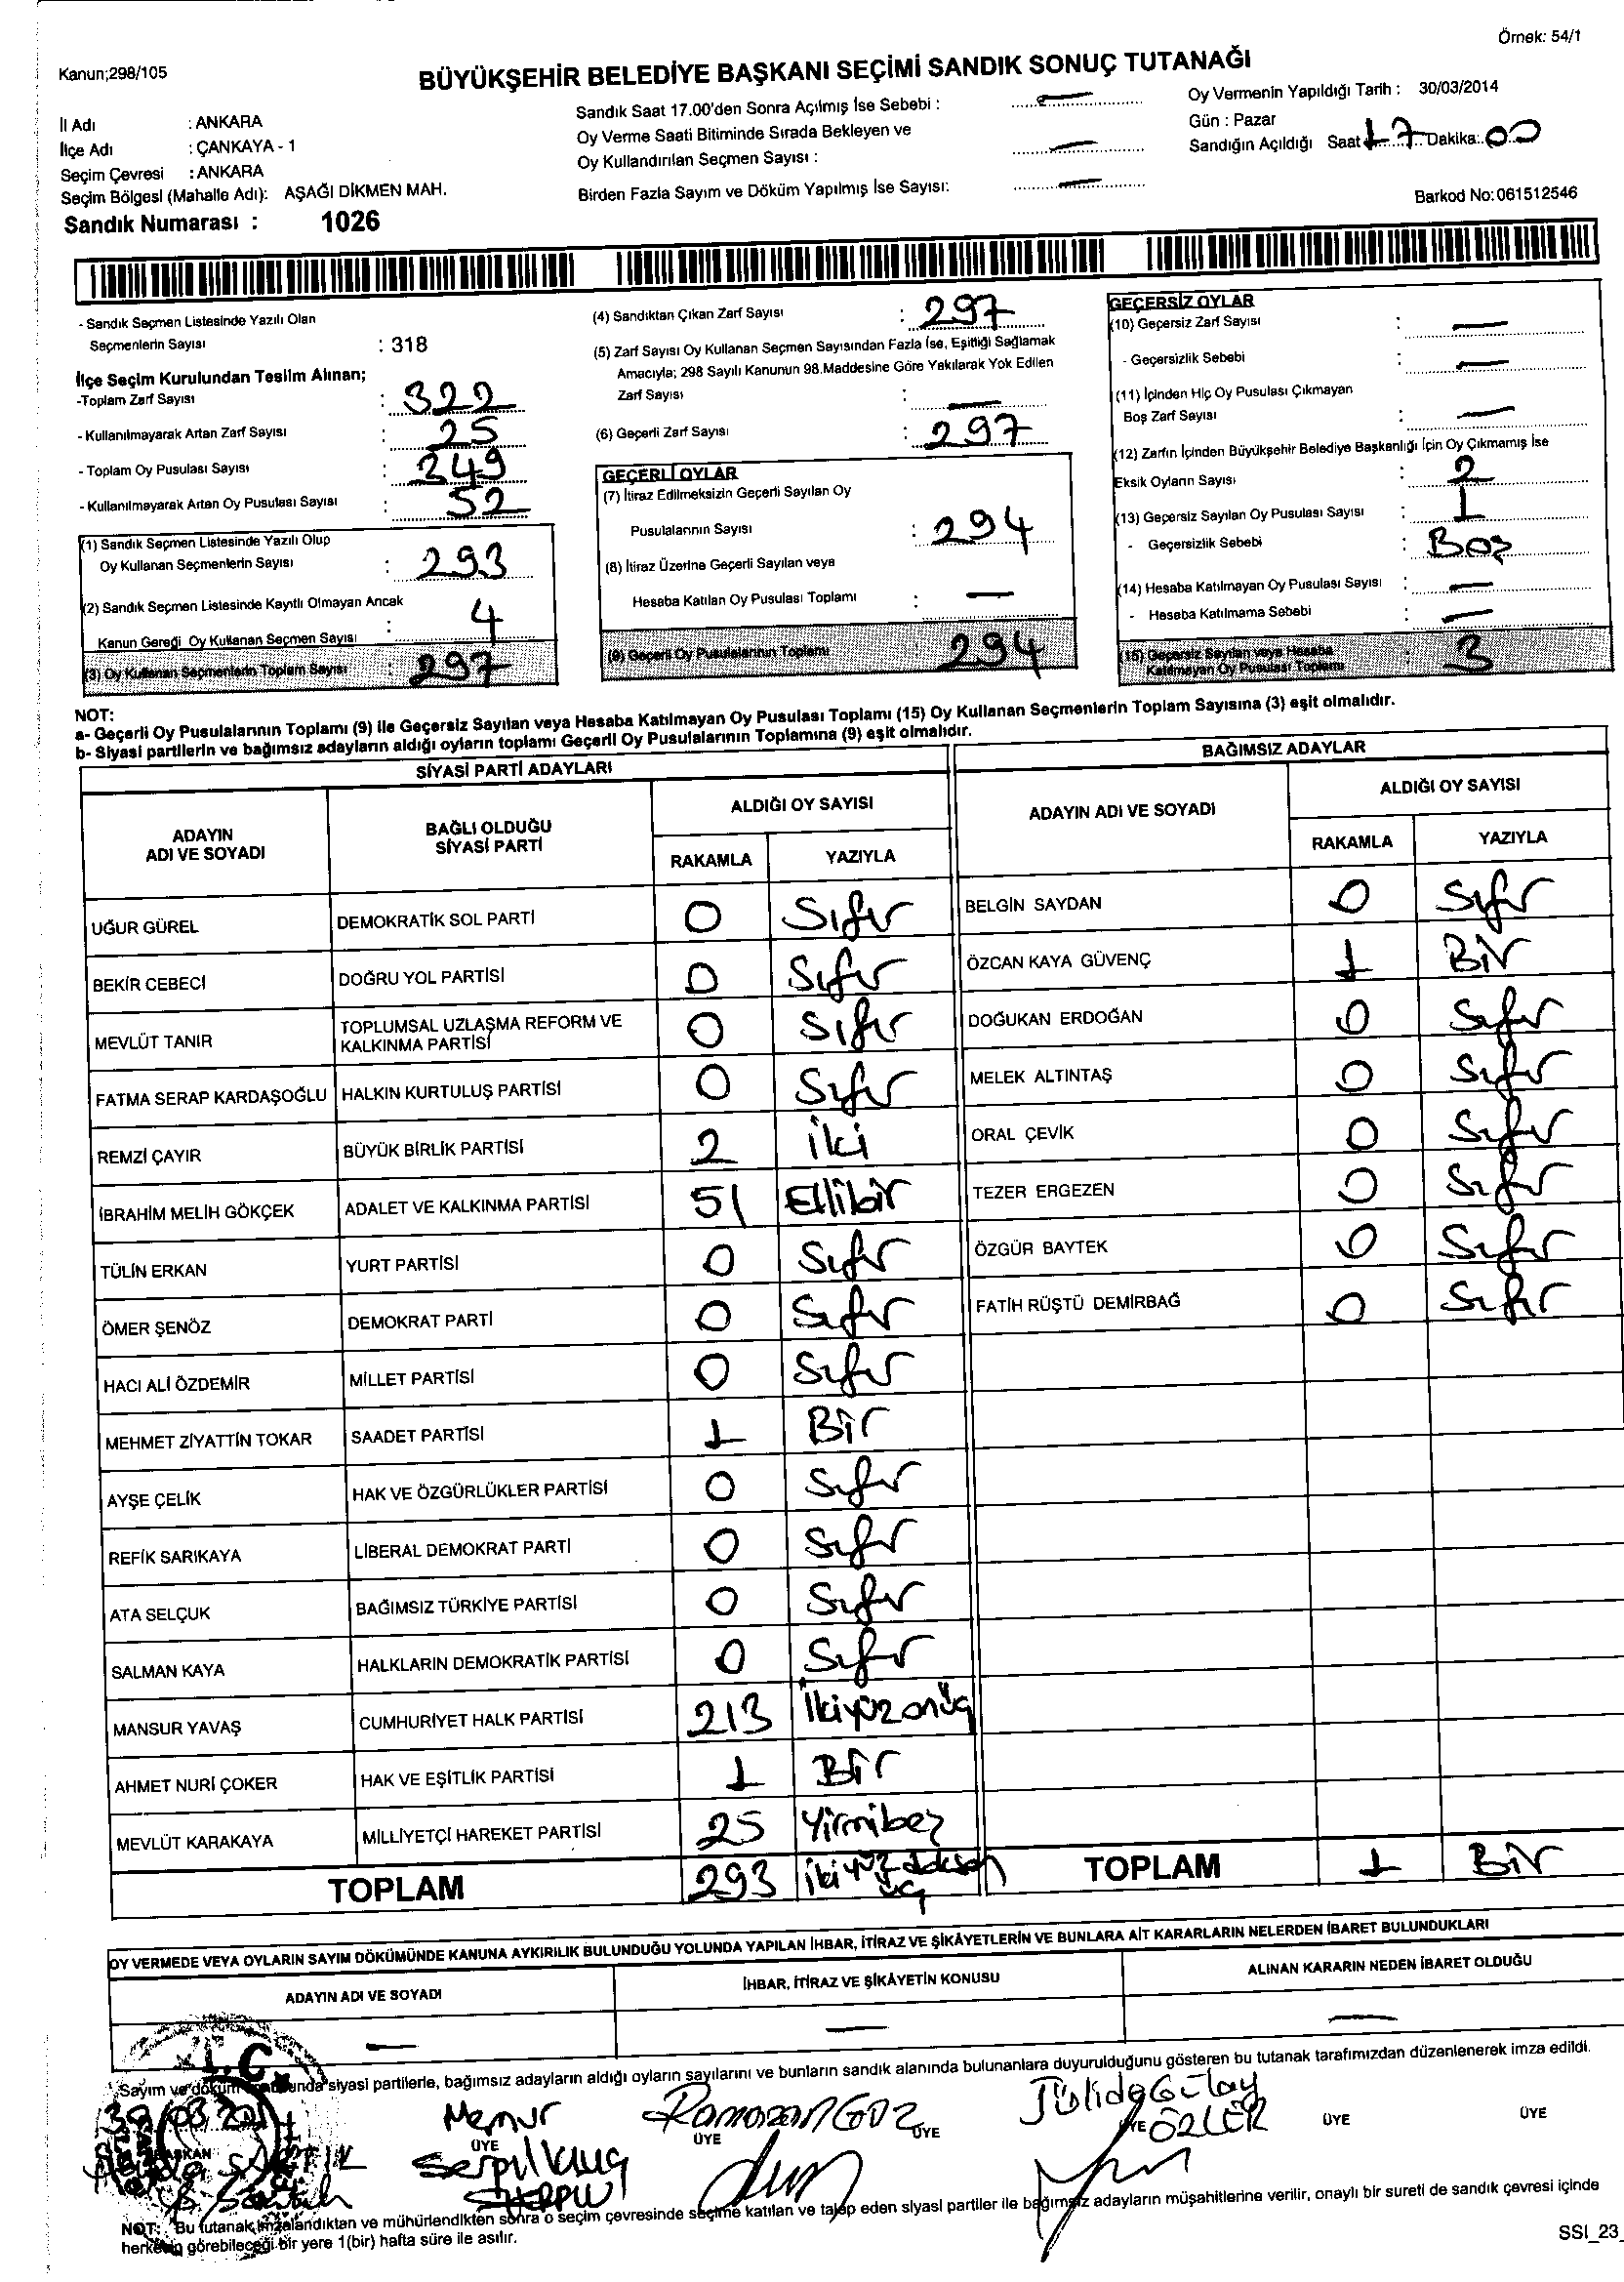 Örnek: 54/1
Kanun;298/105
BÜYÜKŞEHİR BELEDİYE BAŞKANI SEÇİMİ SANDIK SONUÇ TUTANAĞI
İl Adı : ANKARA
İlçe Adı : ÇANKAYA - 1
Seçim Çevresi : ANKARA
Seçim Bölgesi (Mahalle Adı): AŞAĞI DİKMEN MAH.
Sandık Numarası : 1026
Sandık Saat 17.00'den Sonra Açılmış İse Sebebi : —
Oy Verme Saati Bitiminde Sırada Bekleyen ve
Oy Kullandırılan Seçmen Sayısı : —
Birden Fazla Sayım ve Döküm Yapılmış İse Sayısı: —
Oy Vermenin Yapıldığı Tarih : 30/03/2014
Gün : Pazar
Sandığın Açıldığı Saat 17 Dakika: 00
Barkod No: 061512546
- Sandık Seçmen Listesinde Yazılı Olan
Seçmenlerin Sayısı : 318
İlçe Seçim Kurulundan Teslim Alınan;
-Toplam Zarf Sayısı : 322
- Kullanılmayarak Artan Zarf Sayısı : 25
- Toplam Oy Pusulası Sayısı : 349
- Kullanılmayarak Artan Oy Pusulası Sayısı : 52
(1) Sandık Seçmen Listesinde Yazılı Olup
Oy Kullanan Seçmenlerin Sayısı : 293
(2) Sandık Seçmen Listesinde Kayıtlı Olmayan Ancak
Kanun Gereği Oy Kullanan Seçmen Sayısı : 4
(3) Oy Kullanan Seçmenlerin Toplam Sayısı : 297
(4) Sandıktan Çıkan Zarf Sayısı : 297
(5) Zarf Sayısı Oy Kullanan Seçmen Sayısından Fazla İse, Eşitliği Sağlamak
Amacıyla; 298 Sayılı Kanunun 98.Maddesine Göre Yakılarak Yok Edilen
Zarf Sayısı : —
(6) Geçerli Zarf Sayısı : 297
GEÇERLİ OYLAR
(7) İtiraz Edilmeksizin Geçerli Sayılan Oy
Pusulalarının Sayısı : 294
(8) İtiraz Üzerine Geçerli Sayılan veya
Hesaba Katılan Oy Pusulası Toplamı : —
(9) Geçerli Oy Pusulalarının Toplamı 294
GEÇERSİZ OYLAR
(10) Geçersiz Zarf Sayısı : —
- Geçersizlik Sebebi : —
(11) İçinden Hiç Oy Pusulası Çıkmayan
Boş Zarf Sayısı : —
(12) Zarfın İçinden Büyükşehir Belediye Başkanlığı İçin Oy Çıkmamış İse
Eksik Oyların Sayısı : 2
(13) Geçersiz Sayılan Oy Pusulası Sayısı : 1
- Geçersizlik Sebebi : Boş
(14) Hesaba Katılmayan Oy Pusulası Sayısı : —
- Hesaba Katılmama Sebebi : —
(15) Geçersiz Sayılan veya Hesaba
Katılmayan Oy Pusulası Toplamı : 3
NOT:
a- Geçerli Oy Pusulalarının Toplamı (9) ile Geçersiz Sayılan veya Hesaba Katılmayan Oy Pusulası Toplamı (15) Oy Kullanan Seçmenlerin Toplam Sayısına (3) eşit olmalıdır.
b- Siyasi partilerin ve bağımsız adayların aldığı oyların toplamı Geçerli Oy Pusulalarının Toplamına (9) eşit olmalıdır.
SİYASİ PARTİ ADAYLARI
ADAYIN ADI VE SOYADI BAĞLI OLDUĞU SİYASİ PARTİ ALDIĞI OY SAYISI
RAKAMLA YAZIYLA
UĞUR GÜREL DEMOKRATİK SOL PARTİ 0 Sıfır
BEKİR CEBECİ DOĞRU YOL PARTİSİ 0 Sıfır
MEVLÜT TANIR TOPLUMSAL UZLAŞMA REFORM VE KALKINMA PARTİSİ 0 Sıfır
FATMA SERAP KARDAŞOĞLU HALKIN KURTULUŞ PARTİSİ 0 Sıfır
REMZİ ÇAYIR BÜYÜK BİRLİK PARTİSİ 2 İki
İBRAHİM MELİH GÖKÇEK ADALET VE KALKINMA PARTİSİ 51 Ellibir
TÜLİN ERKAN YURT PARTİSİ 0 Sıfır
ÖMER ŞENÖZ DEMOKRAT PARTİ 0 Sıfır
HACI ALİ ÖZDEMİR MİLLET PARTİSİ 0 Sıfır
MEHMET ZİYATTİN TOKAR SAADET PARTİSİ 1 Bir
AYŞE ÇELİK HAK VE ÖZGÜRLÜKLER PARTİSİ 0 Sıfır
REFİK SARIKAYA LİBERAL DEMOKRAT PARTİ 0 Sıfır
ATA SELÇUK BAĞIMSIZ TÜRKİYE PARTİSİ 0 Sıfır
SALMAN KAYA HALKLARIN DEMOKRATİK PARTİSİ 0 Sıfır
MANSUR YAVAŞ CUMHURİYET HALK PARTİSİ 213 İkiyüzonüç
AHMET NURİ ÇOKER HAK VE EŞİTLİK PARTİSİ 1 Bir
MEVLÜT KARAKAYA MİLLİYETÇİ HAREKET PARTİSİ 25 Yirmibeş
TOPLAM 293 ikiyüz doksan üç
BAĞIMSIZ ADAYLAR
ADAYIN ADI VE SOYADI ALDIĞI OY SAYISI
RAKAMLA YAZIYLA
BELGİN SAYDAN 0 Sıfır
ÖZCAN KAYA GÜVENÇ 1 Bir
DOĞUKAN ERDOĞAN 0 Sıfır
MELEK ALTINTAŞ 0 Sıfır
ORAL ÇEVİK 0 Sıfır
TEZER ERGEZEN 0 Sıfır
ÖZGÜR BAYTEK 0 Sıfır
FATİH RÜŞTÜ DEMİRBAĞ 0 Sıfır
TOPLAM 1 Bir
OY VERMEDE VEYA OYLARIN SAYIM DÖKÜMÜNDE KANUNA AYKIRILIK BULUNDUĞU YOLUNDA YAPILAN İHBAR, İTİRAZ VE ŞİKÂYETLERİN VE BUNLARA AİT KARARLARIN NELERDEN İBARET BULUNDUKLARI
ADAYIN ADI VE SOYADI İHBAR, İTİRAZ VE ŞİKÂYETİN KONUSU ALINAN KARARIN NEDEN İBARET OLDUĞU
— — —
Sayım ve döküm sonunda siyasi partilerle, bağımsız adayların aldığı oyların sayılarını ve bunların sandık alanında bulunanlara duyurulduğunu gösteren bu tutanak tarafımızdan düzenlenerek imza edildi.
Memur Ramazan Jülide Gülay
ÖZLER
BAŞKAN ÜYE ÜYE ÜYE ÜYE ÜYE ÜYE
Serpil
NOT: Bu tutanak imzalandıktan ve mühürlendikten sonra o seçim çevresinde seçime katılan ve talep eden siyasi partiler ile bağımsız adayların müşahitlerine verilir, onaylı bir sureti de sandık çevresi içinde
herkesin görebileceği bir yere 1(bir) hafta süre ile asılır.
SSI_23_